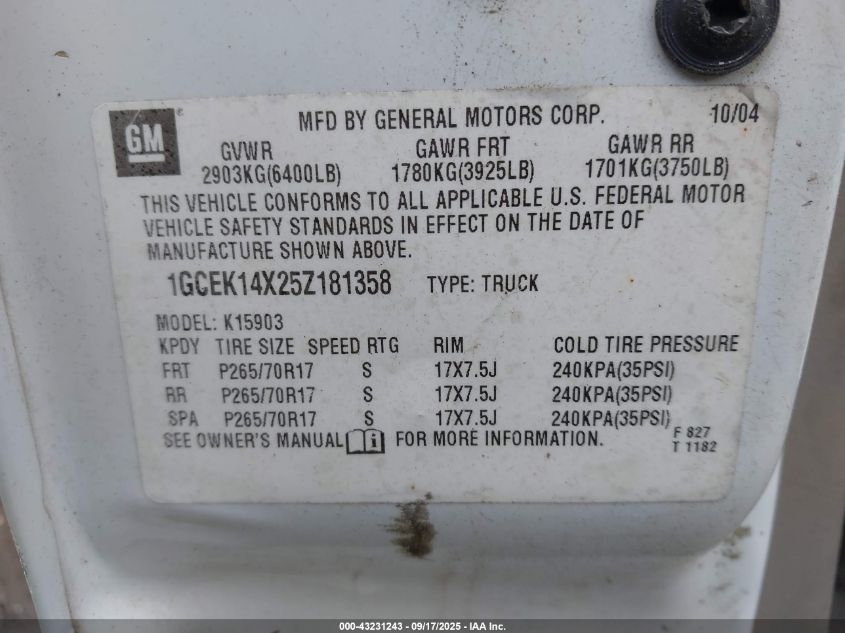 GM® MFD BY GENERAL MOTORS CORP. 10/04
GVWR GAWR FRT GAWR RR
2903KG(6400LB) 1780KG(3925LB) 1701KG(3750LB)
THIS VEHICLE CONFORMS TO ALL APPLICABLE U.S. FEDERAL MOTOR
VEHICLE SAFETY STANDARDS IN EFFECT ON THE DATE OF
MANUFACTURE SHOWN ABOVE.
1GCEK14X25Z181358 TYPE: TRUCK
MODEL: K15903
KPDY TIRE SIZE SPEED RTG RIM COLD TIRE PRESSURE
FRT P265/70R17 S 17X7.5J 240KPA(35PSI)
RR P265/70R17 S 17X7.5J 240KPA(35PSI)
SPA P265/70R17 S 17X7.5J 240KPA(35PSI)
SEE OWNER'S MANUAL i FOR MORE INFORMATION. F 827
T 1182
000-43231243 - 09/17/2025 - IAA Inc.